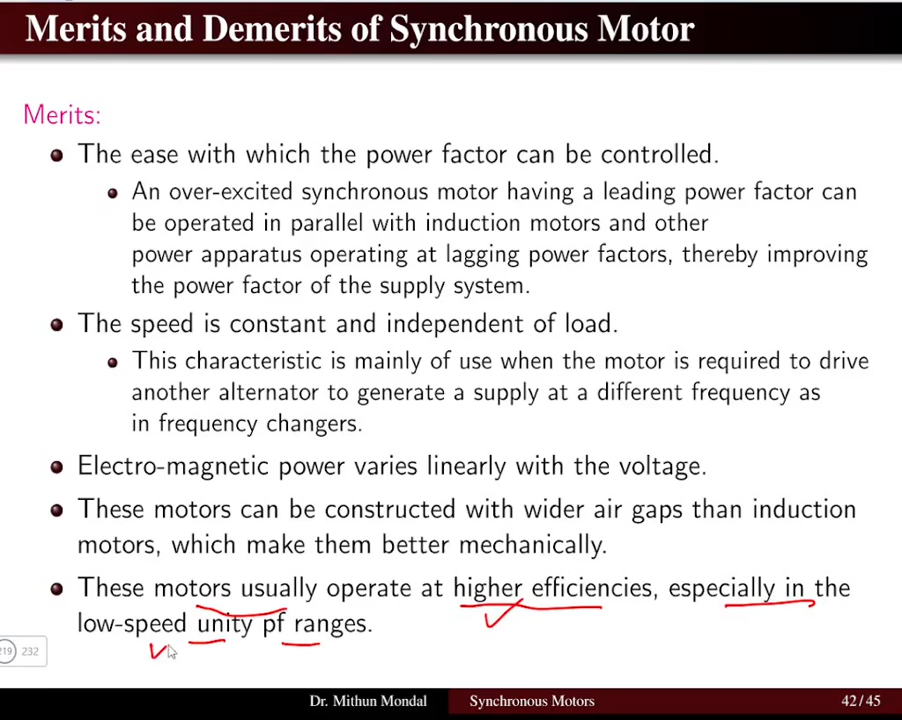 Merits and Demerits of Synchronous Motor
Merits:
The ease with which the power factor can be controlled.
An over-excited synchronous motor having a leading power factor can
be operated in parallel with induction motors and other
power apparatus operating at lagging power factors, thereby improving
the power factor of the supply system.
The speed is constant and independent of load.
This characteristic is mainly of use when the motor is required to drive
another alternator to generate a supply at a different frequency as
in frequency changers.
Electro-magnetic power varies linearly with the voltage.
These motors can be constructed with wider air gaps than induction
motors, which make them better mechanically.
These motors usually operate at higher efficiencies, especially in the
low-speed unity pf ranges.
219 232
Dr. Mithun Mondal Synchronous Motors 42/45